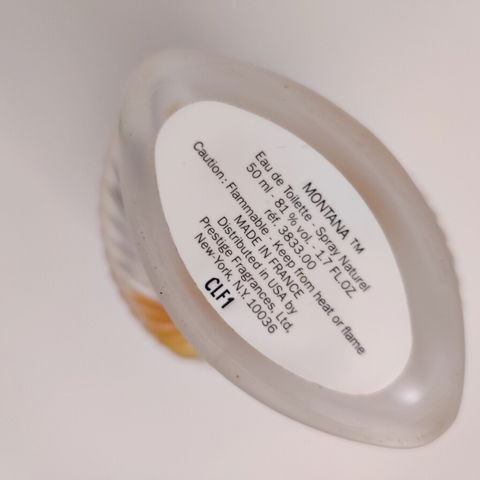 MONTANA ™
Eau de Toilette - Spray Naturel
50 ml - 81 % vol. - 1.7 FL.OZ
réf. 3833.00
Caution : Flammable - Keep from heat or flame
MADE IN FRANCE
Distributed in USA by
Prestige Fragrances, Ltd,
New-York, N.Y. 10036
CLF1